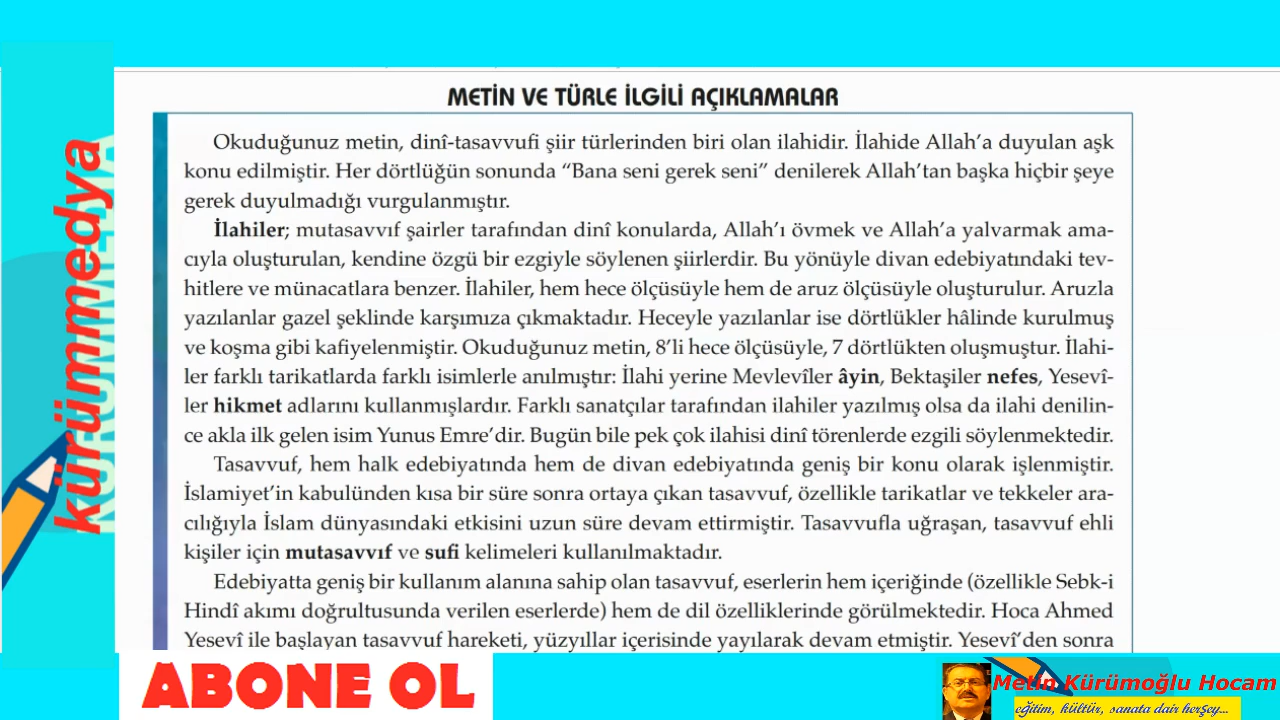 METİN VE TÜRLE İLGİLİ AÇIKLAMALAR
Okuduğunuz metin, dinî-tasavvufi şiir türlerinden biri olan ilahidir. İlahide Allah’a duyulan aşk
konu edilmiştir. Her dörtlüğün sonunda “Bana seni gerek seni” denilerek Allah’tan başka hiçbir şeye
gerek duyulmadığı vurgulanmıştır.
İlahiler; mutasavvıf şairler tarafından dinî konularda, Allah’ı övmek ve Allah’a yalvarmak ama-
cıyla oluşturulan, kendine özgü bir ezgiyle söylenen şiirlerdir. Bu yönüyle divan edebiyatındaki tev-
hitlere ve münacatlara benzer. İlahiler, hem hece ölçüsüyle hem de aruz ölçüsüyle oluşturulur. Aruzla
yazılanlar gazel şeklinde karşımıza çıkmaktadır. Heceyle yazılanlar ise dörtlükler hâlinde kurulmuş
ve koşma gibi kafiyelenmiştir. Okuduğunuz metin, 8’li hece ölçüsüyle, 7 dörtlükten oluşmuştur. İlahi-
ler farklı tarikatlarda farklı isimlerle anılmıştır: İlahi yerine Mevlevîler âyin, Bektaşiler nefes, Yesevî-
ler hikmet adlarını kullanmışlardır. Farklı sanatçılar tarafından ilahiler yazılmış olsa da ilahi denilin-
ce akla ilk gelen isim Yunus Emre’dir. Bugün bile pek çok ilahisi dinî törenlerde ezgili söylenmektedir.
Tasavvuf, hem halk edebiyatında hem de divan edebiyatında geniş bir konu olarak işlenmiştir.
İslamiyet’in kabulünden kısa bir süre sonra ortaya çıkan tasavvuf, özellikle tarikatlar ve tekkeler ara-
cılığıyla İslam dünyasındaki etkisini uzun süre devam ettirmiştir. Tasavvufla uğraşan, tasavvuf ehli
kişiler için mutasavvıf ve sufi kelimeleri kullanılmaktadır.
Edebiyatta geniş bir kullanım alanına sahip olan tasavvuf, eserlerin hem içeriğinde (özellikle Sebk-i
Hindî akımı doğrultusunda verilen eserlerde) hem de dil özelliklerinde görülmektedir. Hoca Ahmed
Yesevî ile başlayan tasavvuf hareketi, yüzyıllar içerisinde yayılarak devam etmiştir. Yesevî’den sonra
kürümmedya
KÜRÜMMEDYA
ABONE OL
Metin Kürümoğlu Hocam
eğitim, kültür, sanata dair herşey...